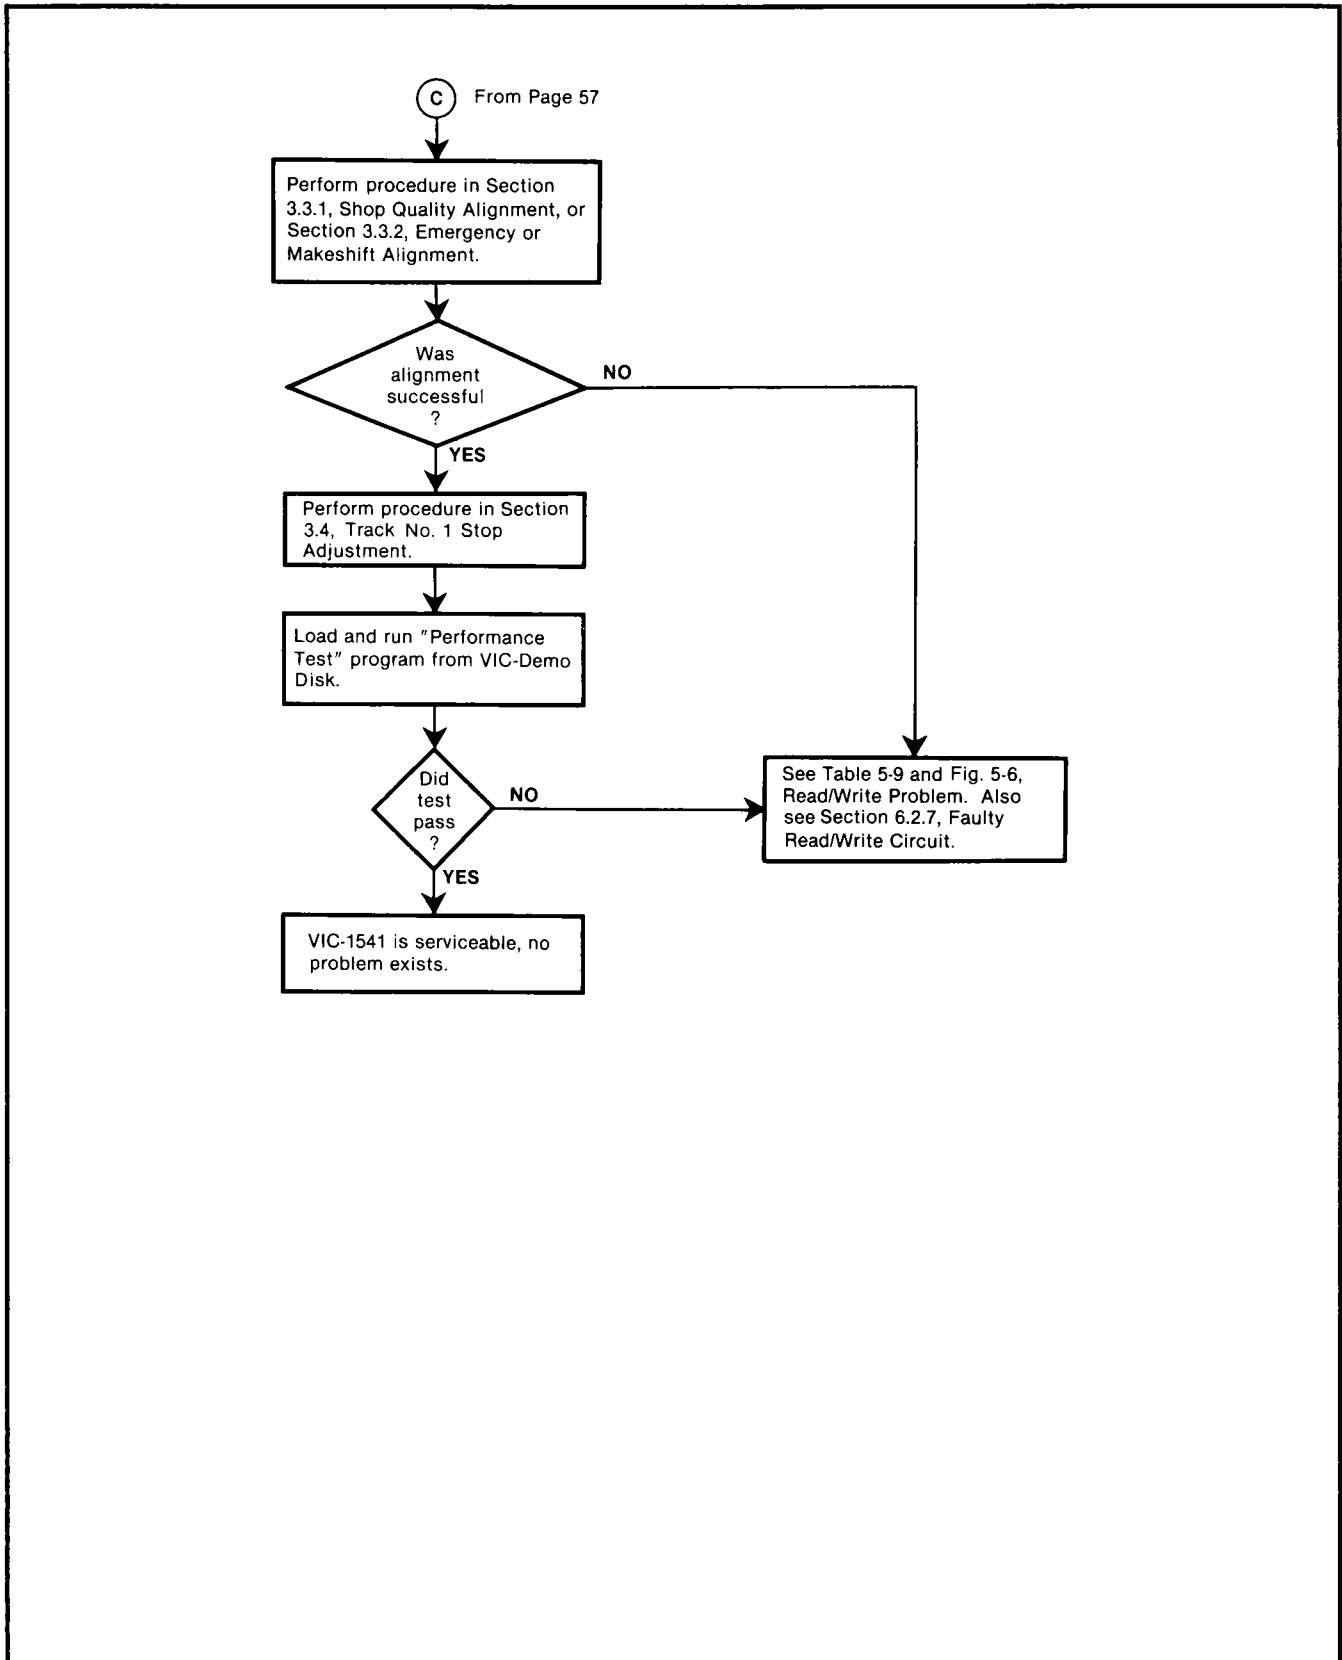 C From Page 57
Perform procedure in Section
3.3.1, Shop Quality Alignment, or
Section 3.3.2, Emergency or
Makeshift Alignment.
Was
alignment
successful
?
NO
YES
Perform procedure in Section
3.4, Track No. 1 Stop
Adjustment.
Load and run "Performance
Test" program from VIC-Demo
Disk.
Did
test
pass
?
NO
See Table 5-9 and Fig. 5-6,
Read/Write Problem. Also
see Section 6.2.7, Faulty
Read/Write Circuit.
YES
VIC-1541 is serviceable, no
problem exists.